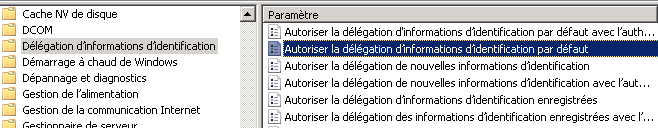 Cache NV de disque
DCOM
Délégation d'informations d'identification
Démarrage à chaud de Windows
Dépannage et diagnostics
Gestion de l'alimentation
Gestion de la communication Internet
Gestionnaire de serveur
Paramètre
Autoriser la délégation d'informations d'identification par défaut avec l'auth...
Autoriser la délégation d'informations d'identification par défaut
Autoriser la délégation de nouvelles informations d'identification
Autoriser la délégation de nouvelles informations d'identification avec l'aut...
Autoriser la délégation d'informations d'identification enregistrées
Autoriser la délégation des informations d'identification enregistrées avec l'...